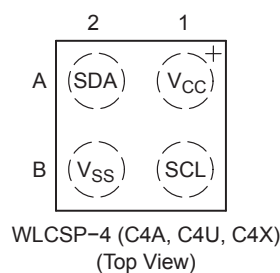 2 1
A SDA VCC +
B VSS SCL
WLCSP−4 (C4A, C4U, C4X)
(Top View)